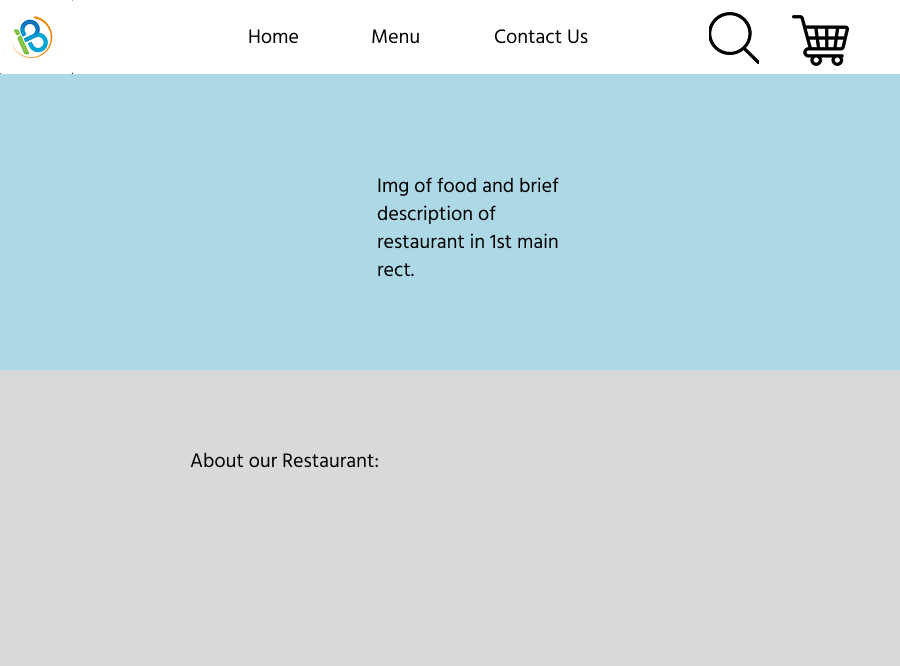 iB
Home Menu Contact Us
Img of food and brief
description of
restaurant in 1st main
rect.
About our Restaurant: